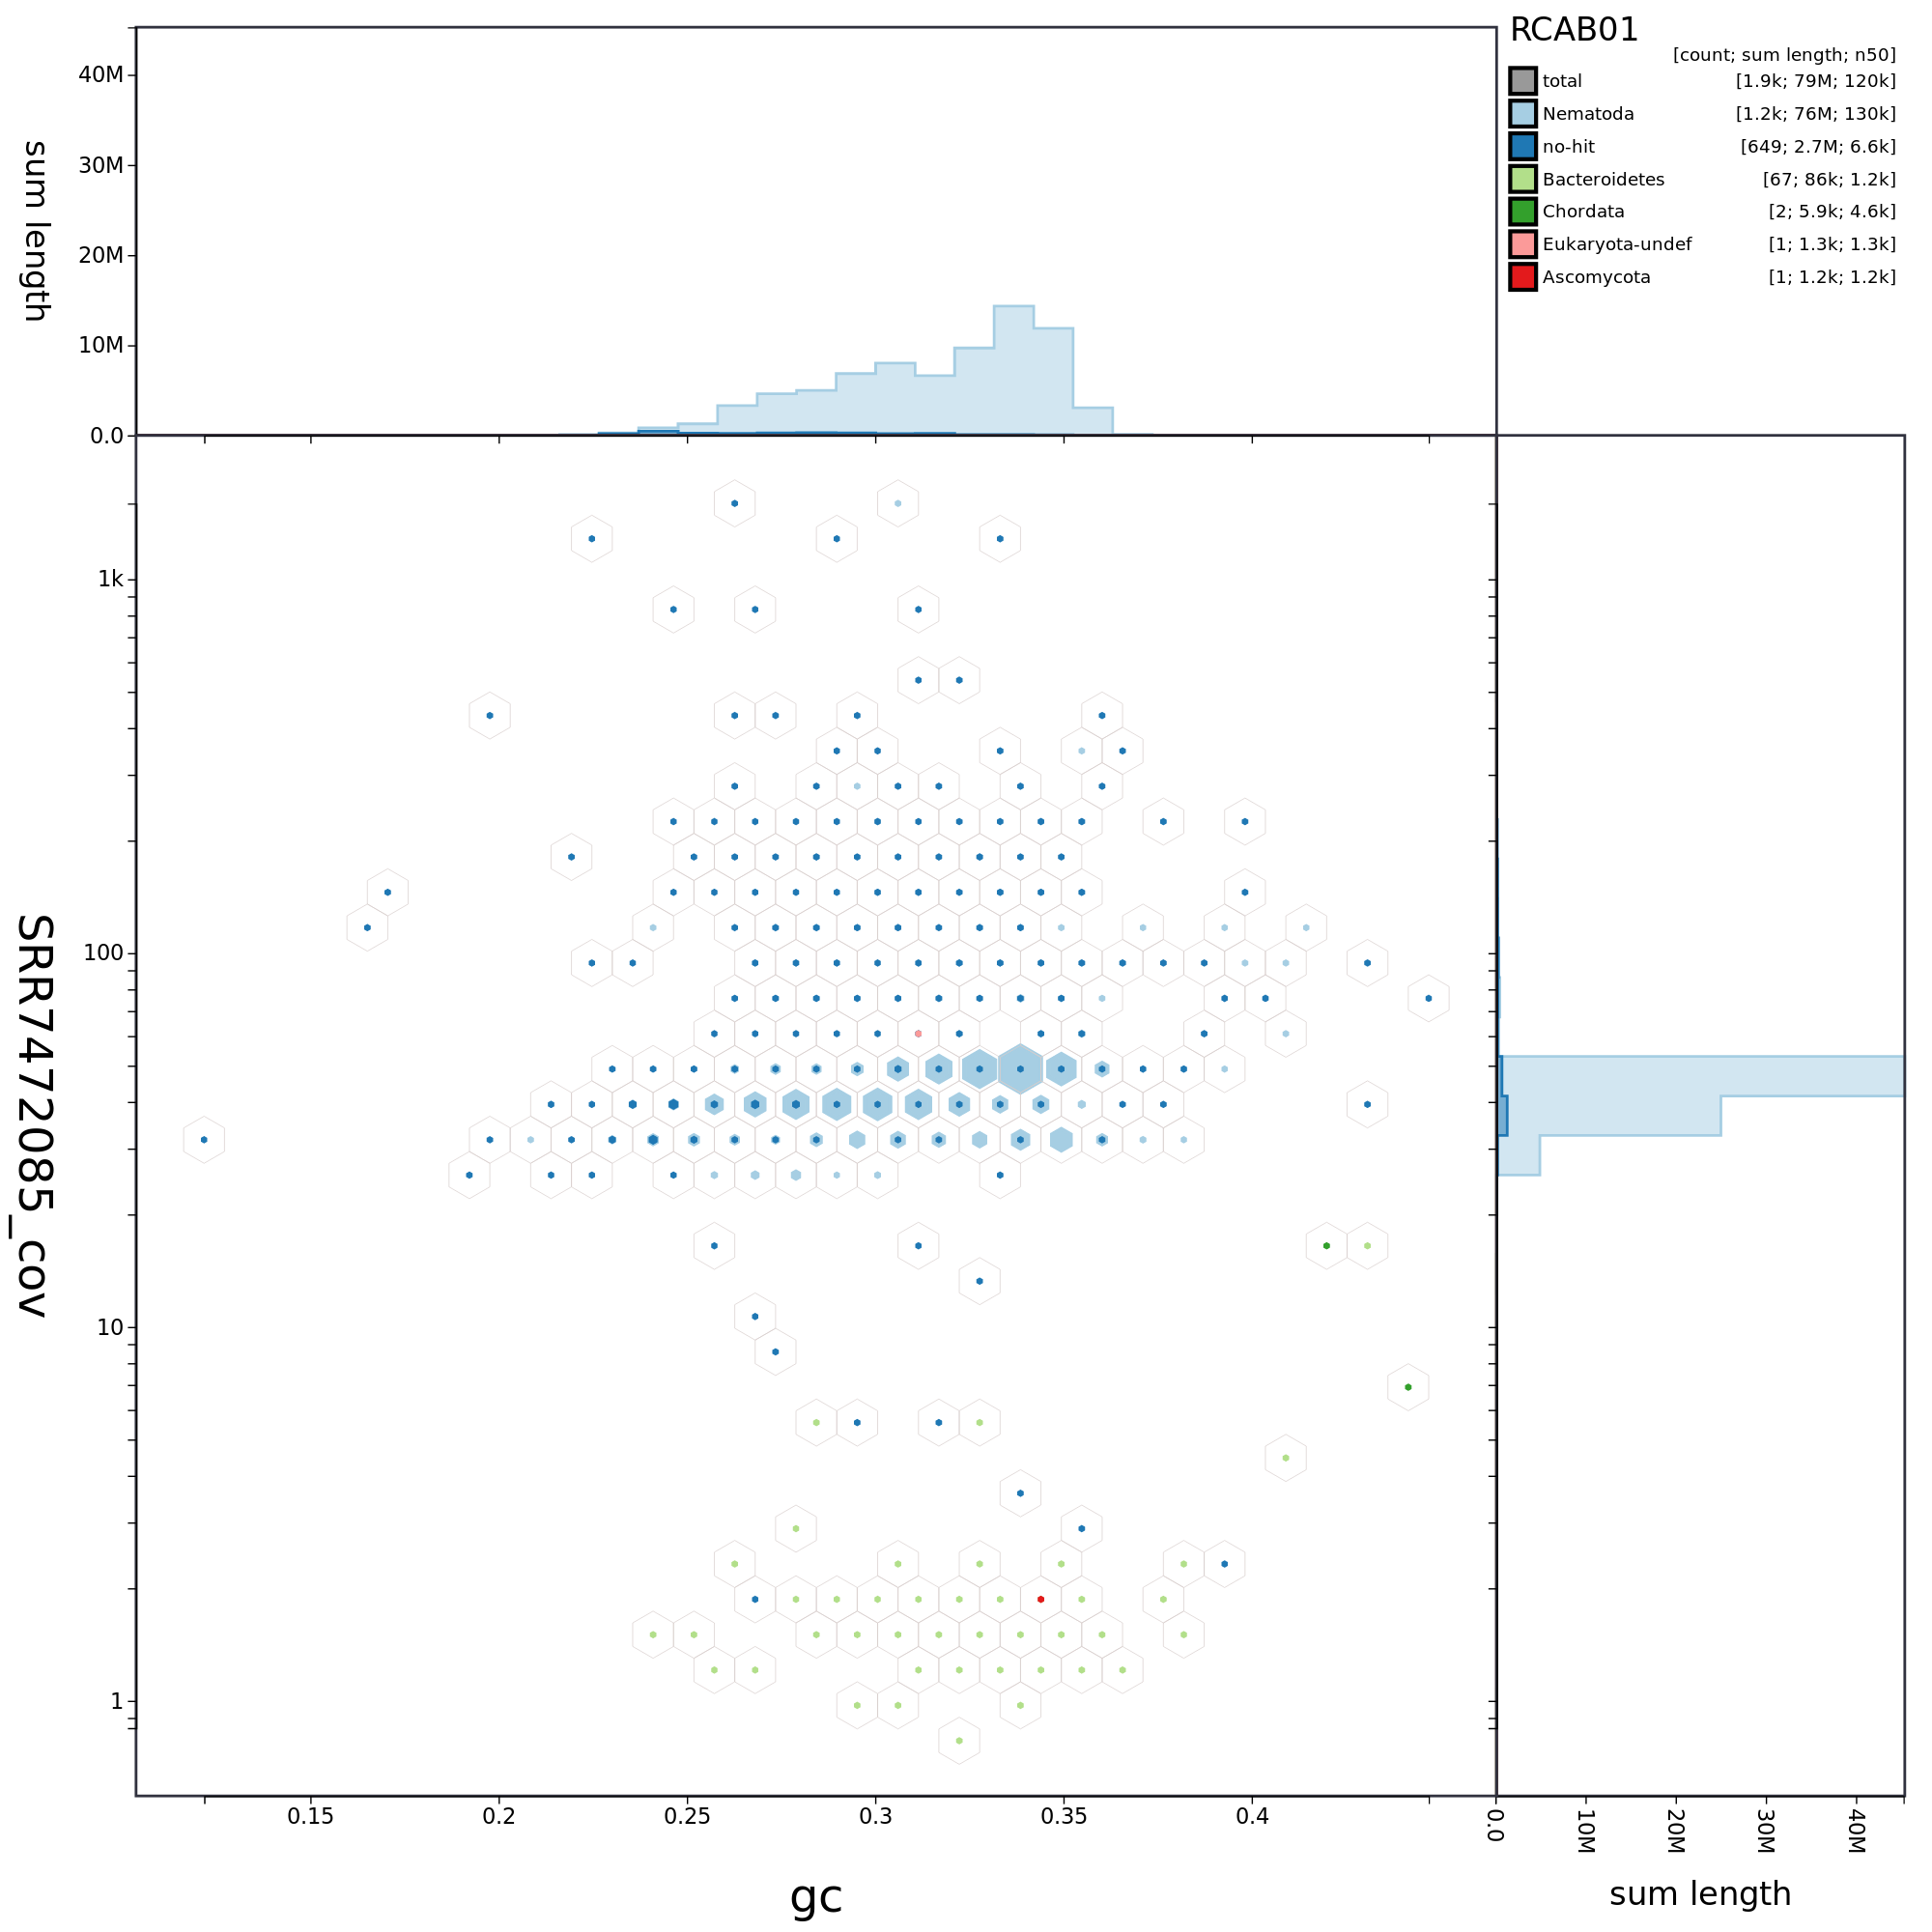 RCAB01
[count; sum length; n50]
total [1.9k; 79M; 120k]
Nematoda [1.2k; 76M; 130k]
no-hit [649; 2.7M; 6.6k]
Bacteroidetes [67; 86k; 1.2k]
Chordata [2; 5.9k; 4.6k]
Eukaryota-undef [1; 1.3k; 1.3k]
Ascomycota [1; 1.2k; 1.2k]
sum length
40M
30M
20M
10M
0.0
SRR7472085_cov
1k
100
10
1
0.15 0.2 0.25 0.3 0.35 0.4
gc
0.0 10M 20M 30M 40M
sum length